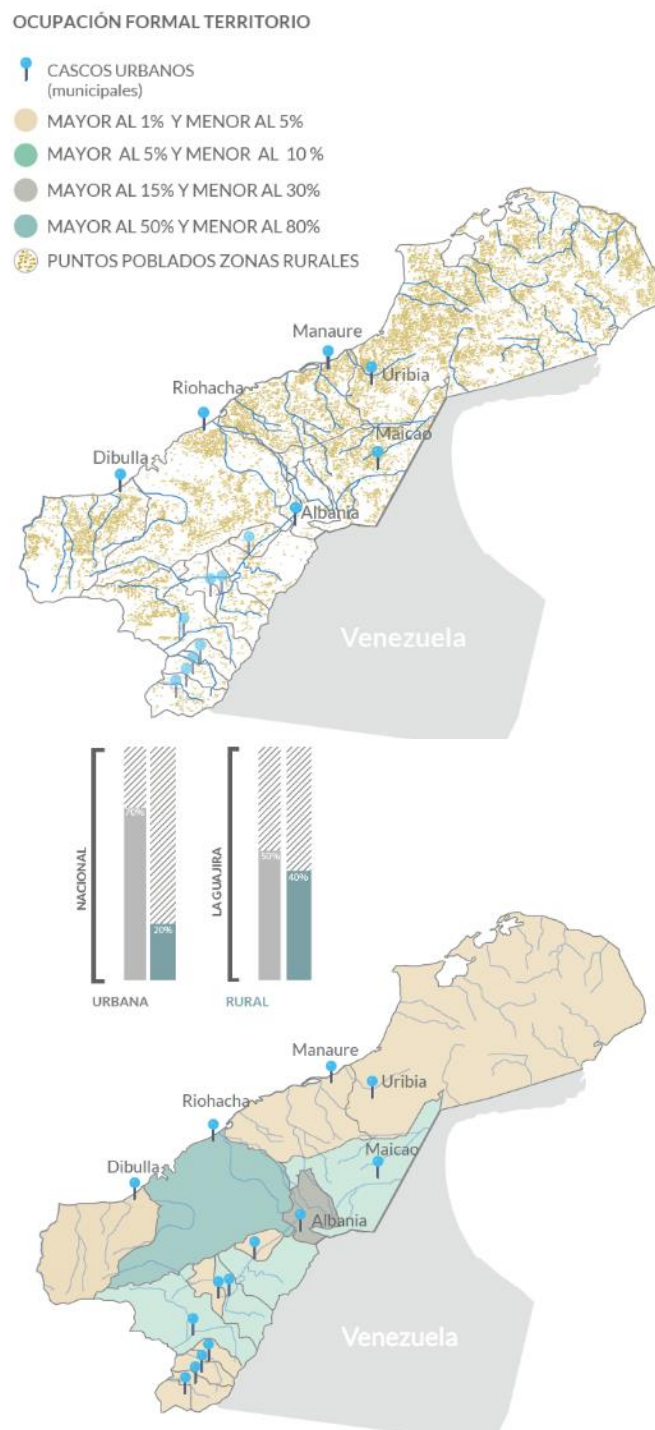 OCUPACIÓN FORMAL TERRITORIO
CASCOS URBANOS
(municipales)
MAYOR AL 1% Y MENOR AL 5%
MAYOR AL 5% Y MENOR AL 10 %
MAYOR AL 15% Y MENOR AL 30%
MAYOR AL 50% Y MENOR AL 80%
PUNTOS POBLADOS ZONAS RURALES
Manaure
Uribia
Riohacha
Maicao
Dibulla
Albania
Venezuela
NACIONAL
70%
20%
LA GUAJIRA
50%
40%
URBANA
RURAL
Manaure
Uribia
Riohacha
Maicao
Dibulla
Albania
Venezuela